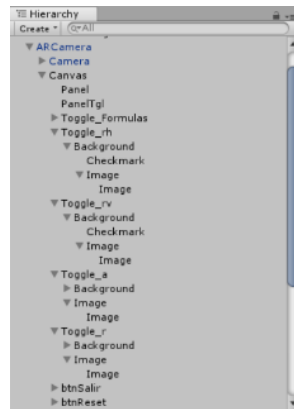 Hierarchy
Create QAll
ARCamera
Camera
Canvas
Panel
PanelTgl
Toggle_Formulas
Toggle_rh
Background
Checkmark
Image
Image
Toggle_rv
Background
Checkmark
Image
Image
Toggle_a
Background
Image
Image
Toggle_r
Background
Image
Image
btnSalir
btnReset